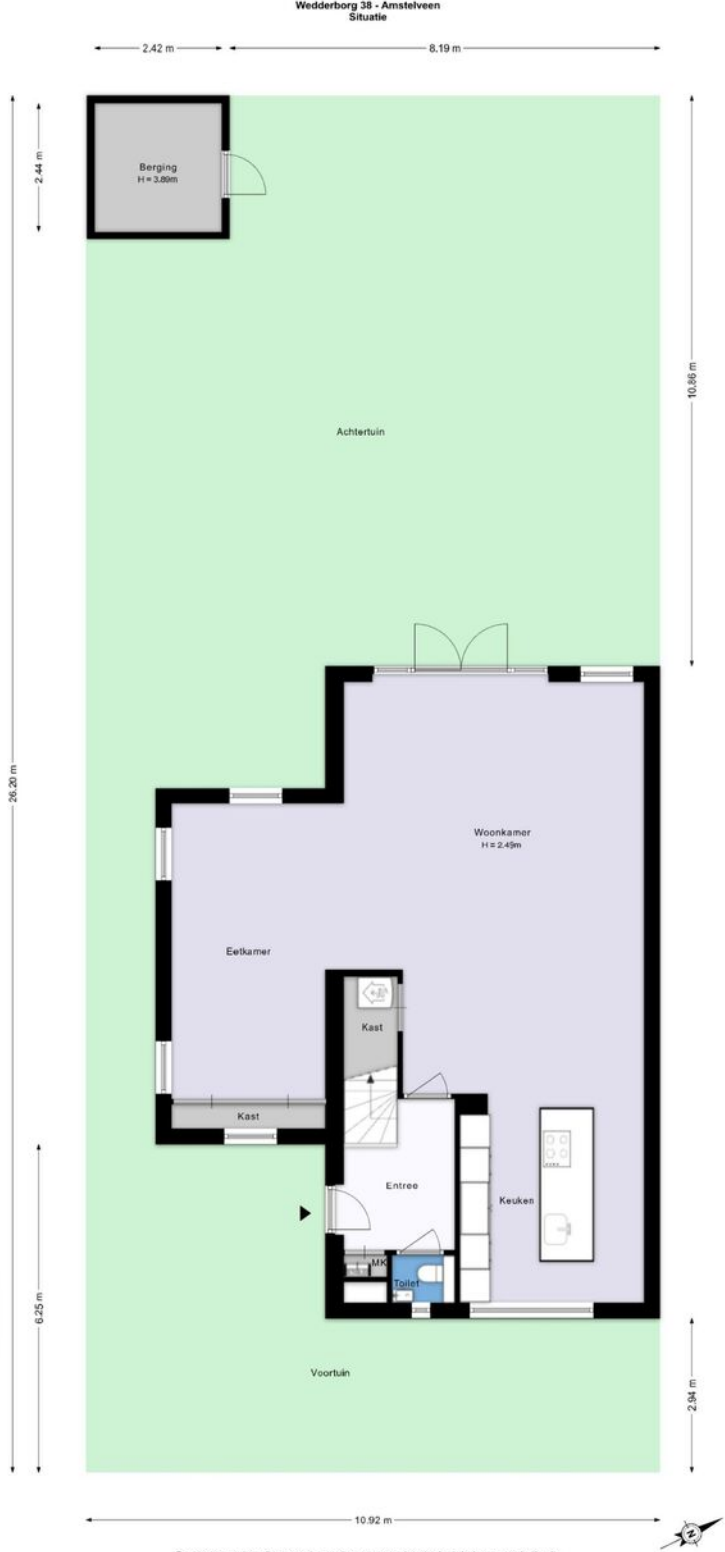 Wedderborg 38 - Amstelveen
Situatie
2.42 m
8.19 m
2.44 m
Berging
H = 3.89m
10.86 m
Achtertuin
26.20 m
Woonkamer
H = 2.49m
Eetkamer
Kast
Kast
Entree
Keuken
MK
Toilet
6.25 m
Voortuin
2.94 m
10.92 m
N